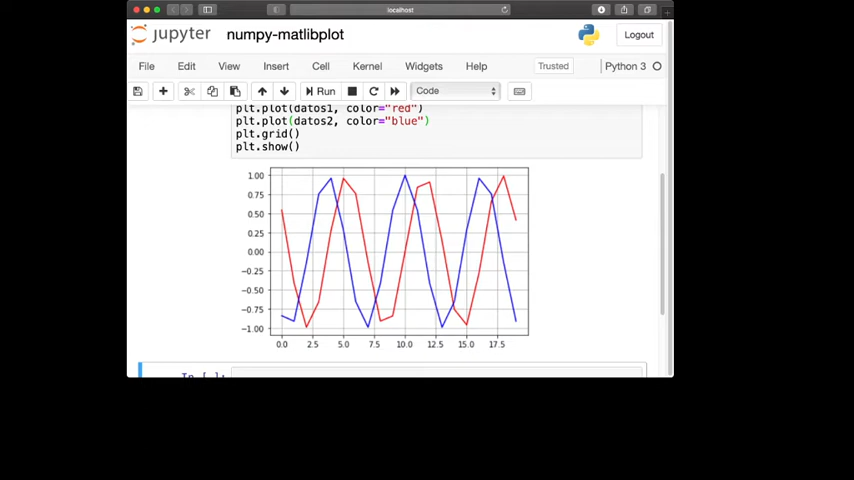 localhost
jupyter numpy-matlibplot Logout
File Edit View Insert Cell Kernel Widgets Help Trusted Python 3
Run Code
plt.plot(datos1, color="red")
plt.plot(datos2, color="blue")
plt.grid()
plt.show()
1.00
0.75
0.50
0.25
0.00
−0.25
−0.50
−0.75
−1.00
0.0 2.5 5.0 7.5 10.0 12.5 15.0 17.5
In [ ]: